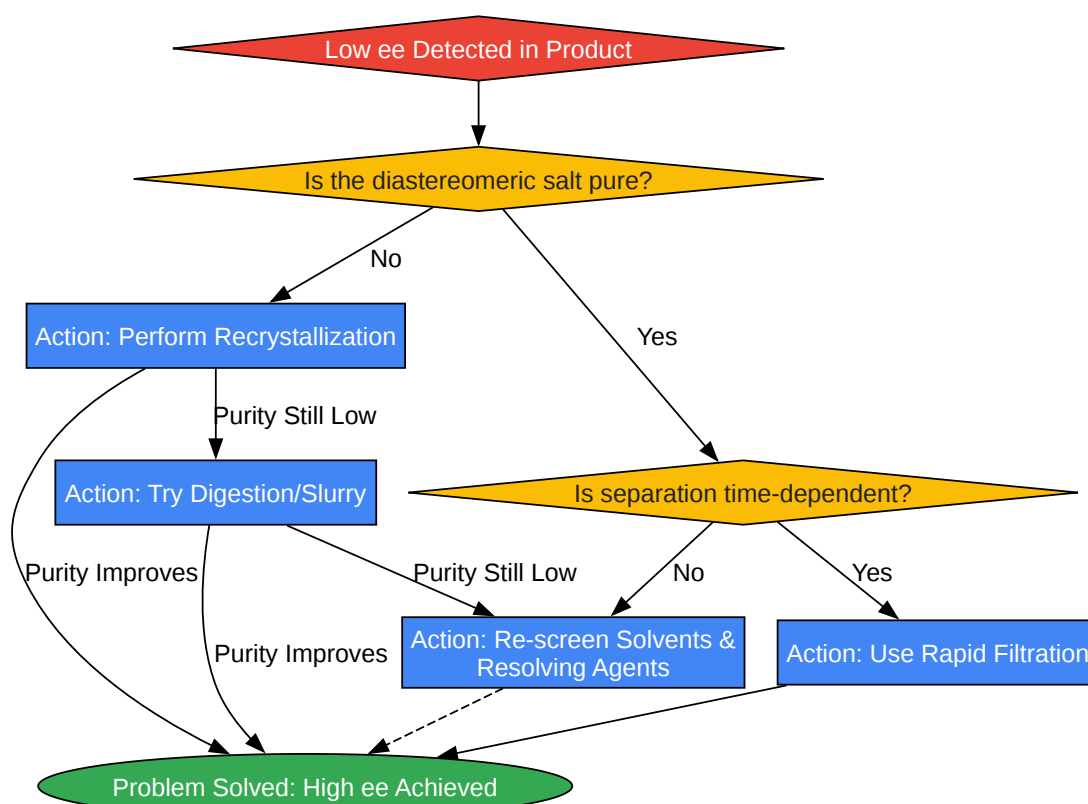 Low ee Detected in Product
Is the diastereomeric salt pure?
No
Action: Perform Recrystallization
Yes
Purity Still Low
Action: Try Digestion/Slurry
Is separation time-dependent?
Purity Improves
Purity Still Low
No
Yes
Purity Improves
Action: Re-screen Solvents &
Resolving Agents
Action: Use Rapid Filtration
Problem Solved: High ee Achieved